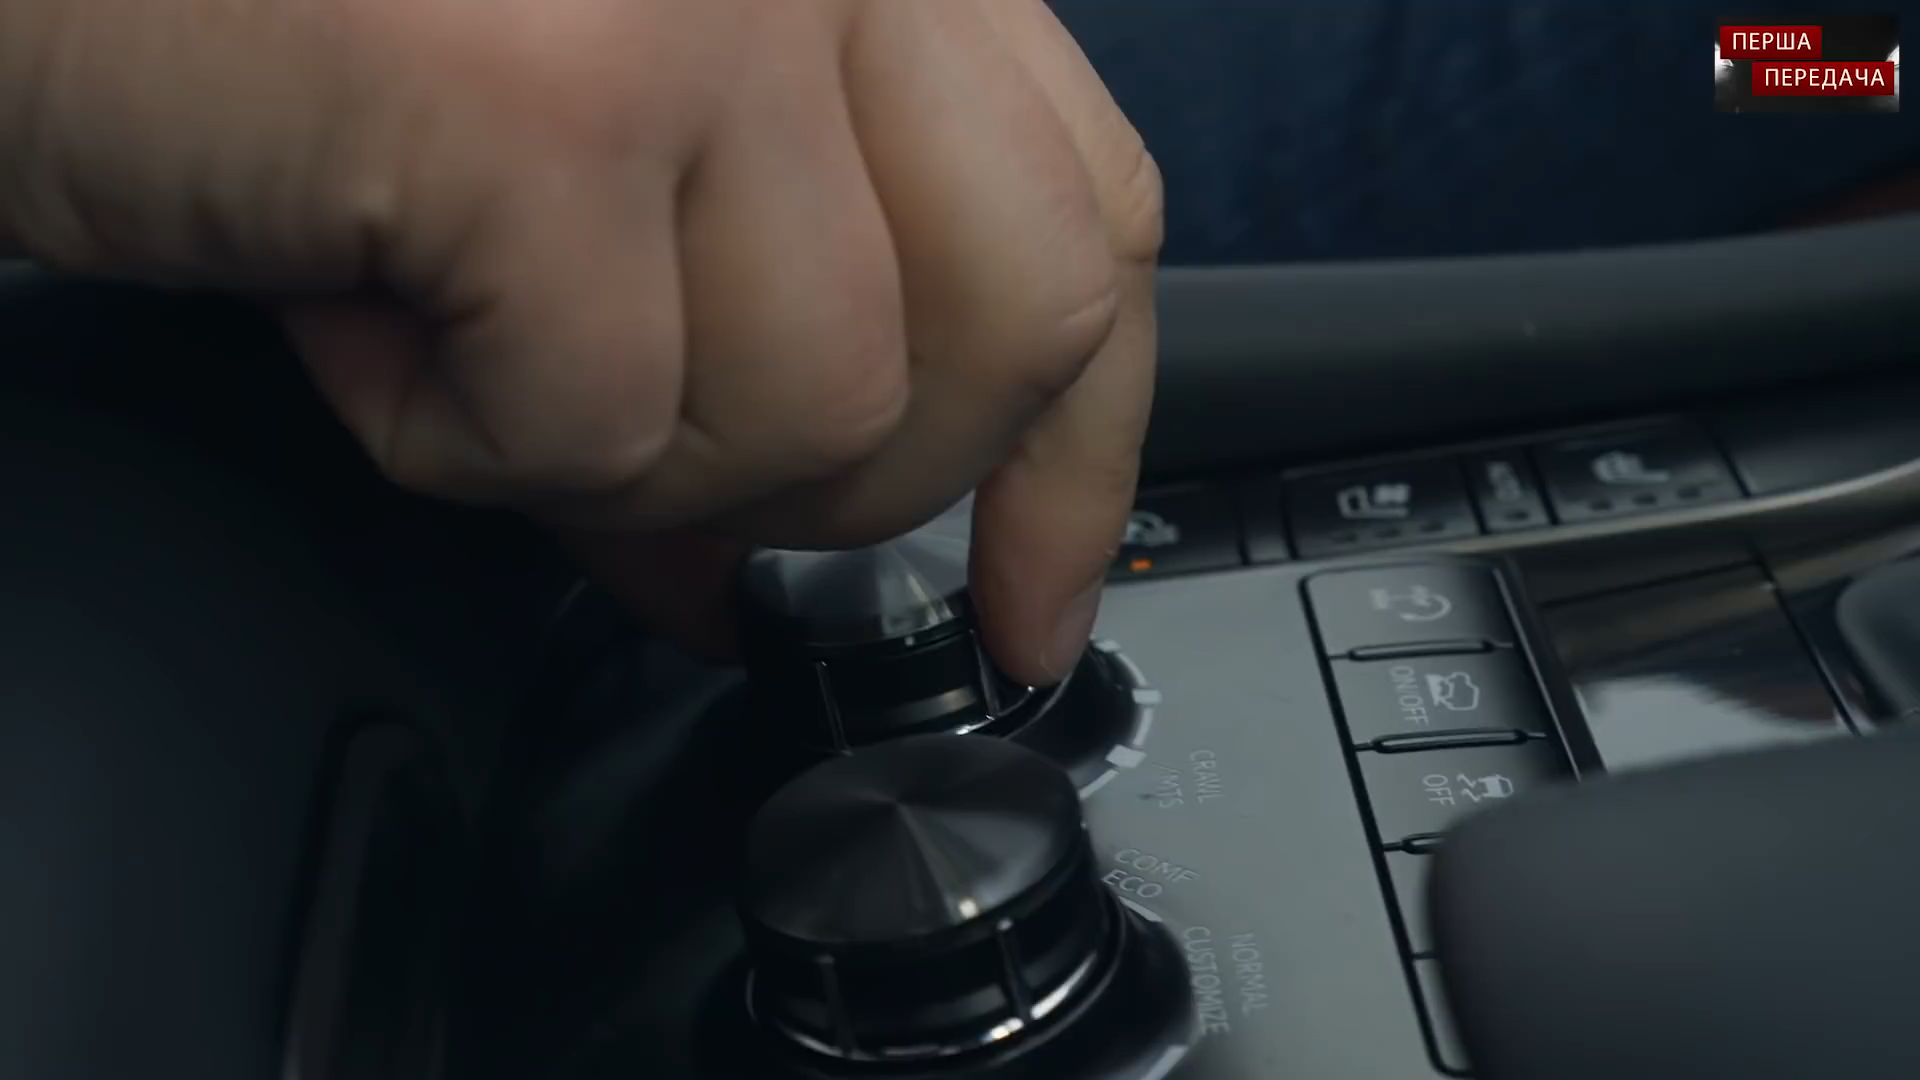 ПЕРША
ПЕРЕДАЧА
ON/OFF
OFF
CRAWL
/MTS
COMF
ECO
NORMAL
CUSTOMIZE